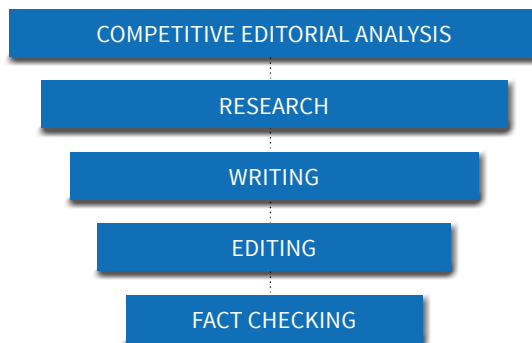 COMPETITIVE EDITORIAL ANALYSIS
RESEARCH
WRITING
EDITING
FACT CHECKING